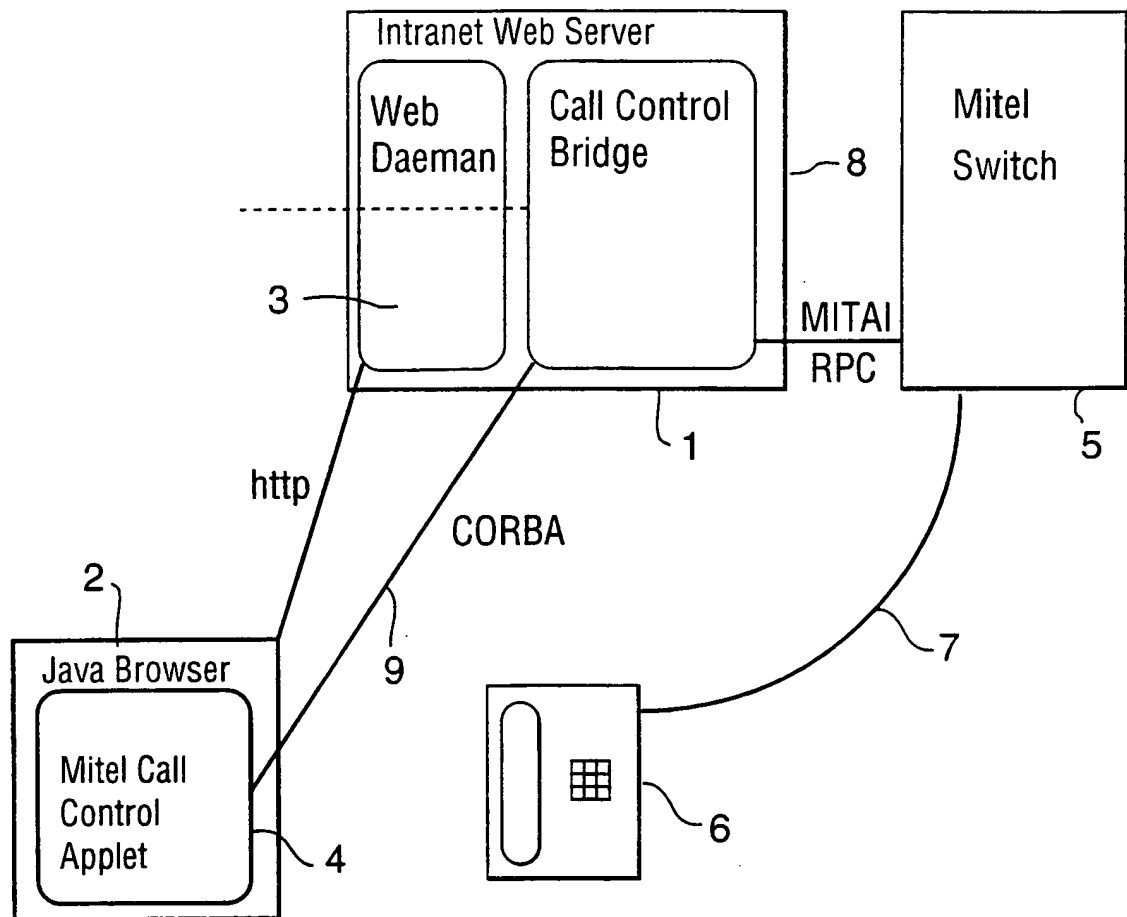 Intranet Web Server
Web
Daeman
Call Control
Bridge
Mitel
Switch
8
3
MITAI
RPC
1
5
http
CORBA
2
9
7
Java Browser
Mitel Call
Control
Applet
4
6